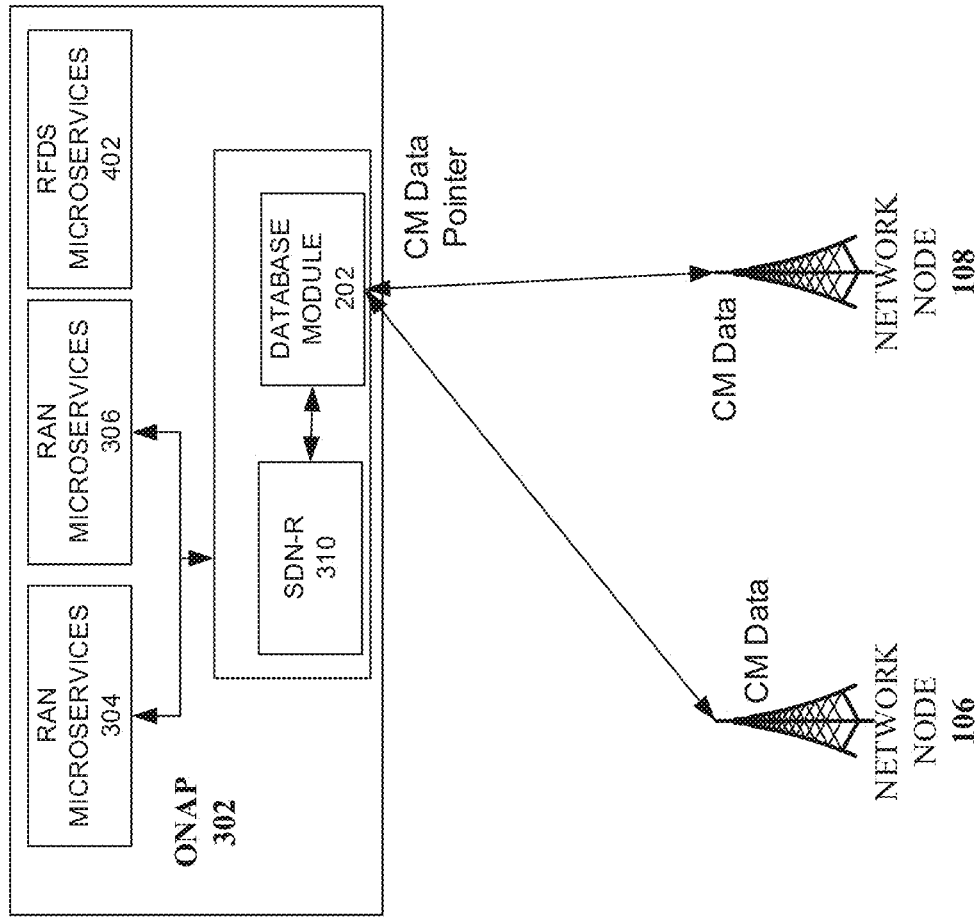 RAN
MICROSERVICES
304
RAN
MICROSERVICES
306
RFDS
MICROSERVICES
402
ONAP
302
SDN-R
310
DATABASE
MODULE
202
CM Data
Pointer
CM Data
CM Data
NETWORK
NODE
106
NETWORK
NODE
108